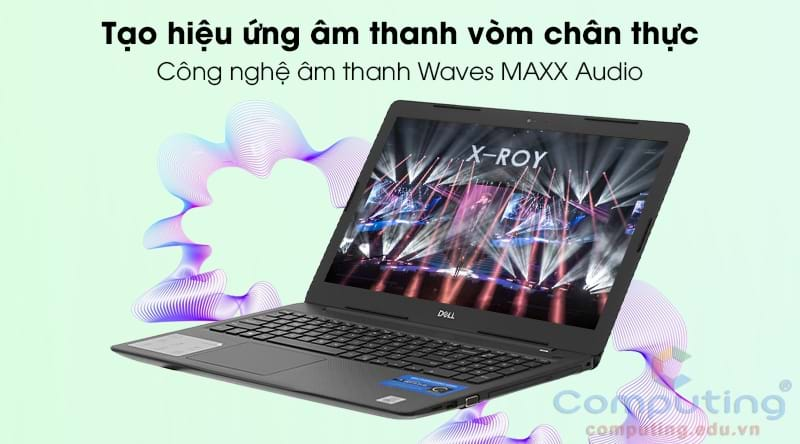 Tạo hiệu ứng âm thanh vòm chân thực
Công nghệ âm thanh Waves MAXX Audio
X-ROY
DELL
Computing®
computing.edu.vn